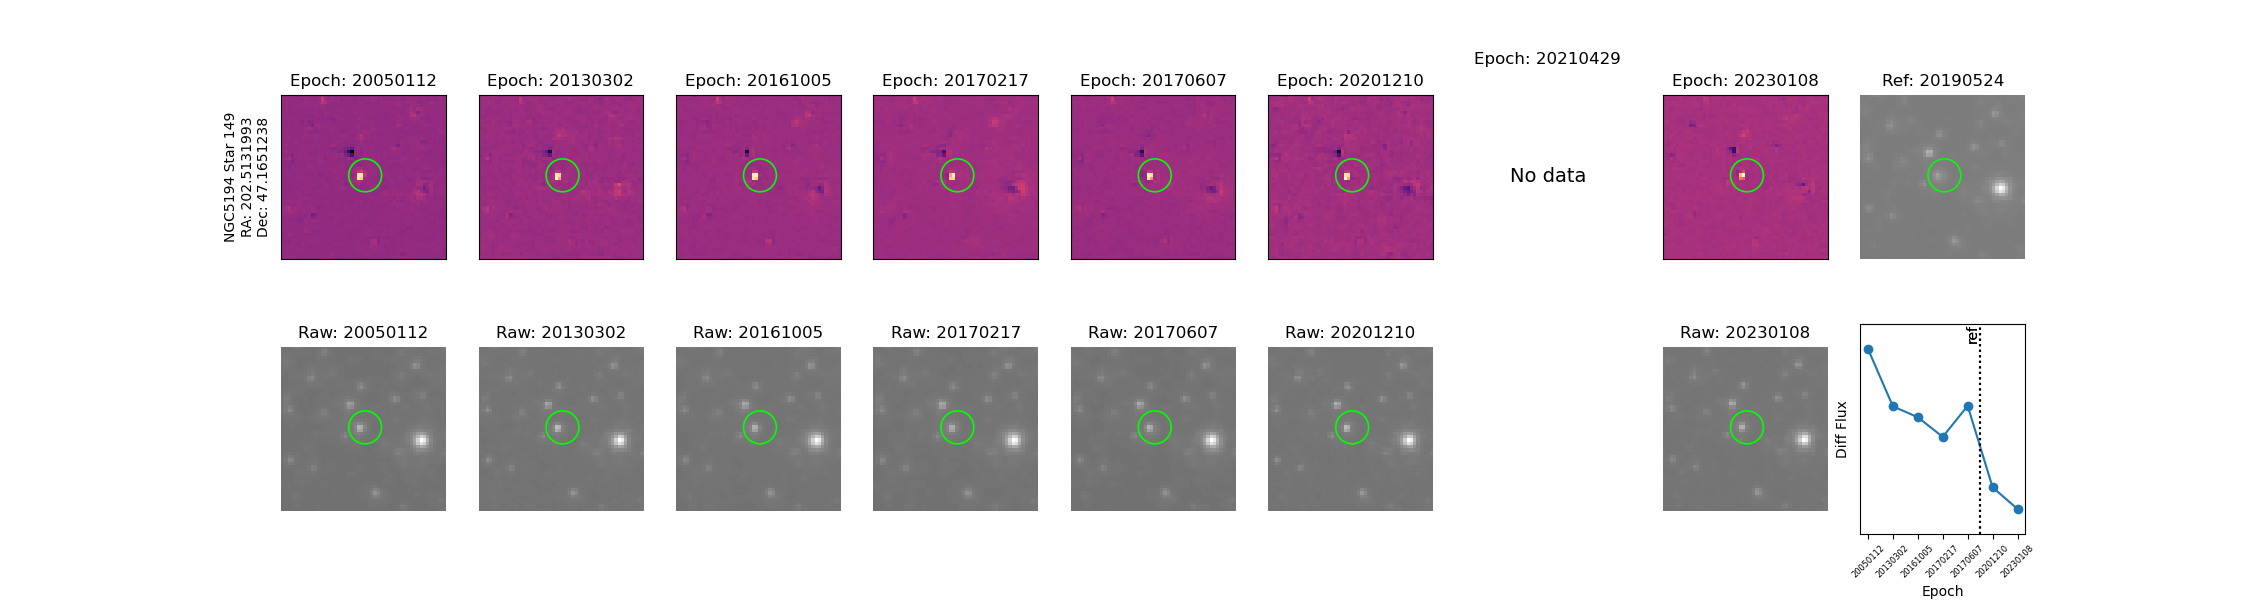 Epoch: 20210429
Epoch: 20050112
Epoch: 20130302
Epoch: 20161005
Epoch: 20170217
Epoch: 20170607
Epoch: 20201210
Epoch: 20230108
Ref: 20190524
NGC5194 Star 149
RA: 202.5131993
Dec: 47.1651238
No data
Raw: 20050112
Raw: 20130302
Raw: 20161005
Raw: 20170217
Raw: 20170607
Raw: 20201210
Raw: 20230108
ref
Diff Flux
20050112
20130302
20161005
20170217
20170607
20201210
20230108
Epoch